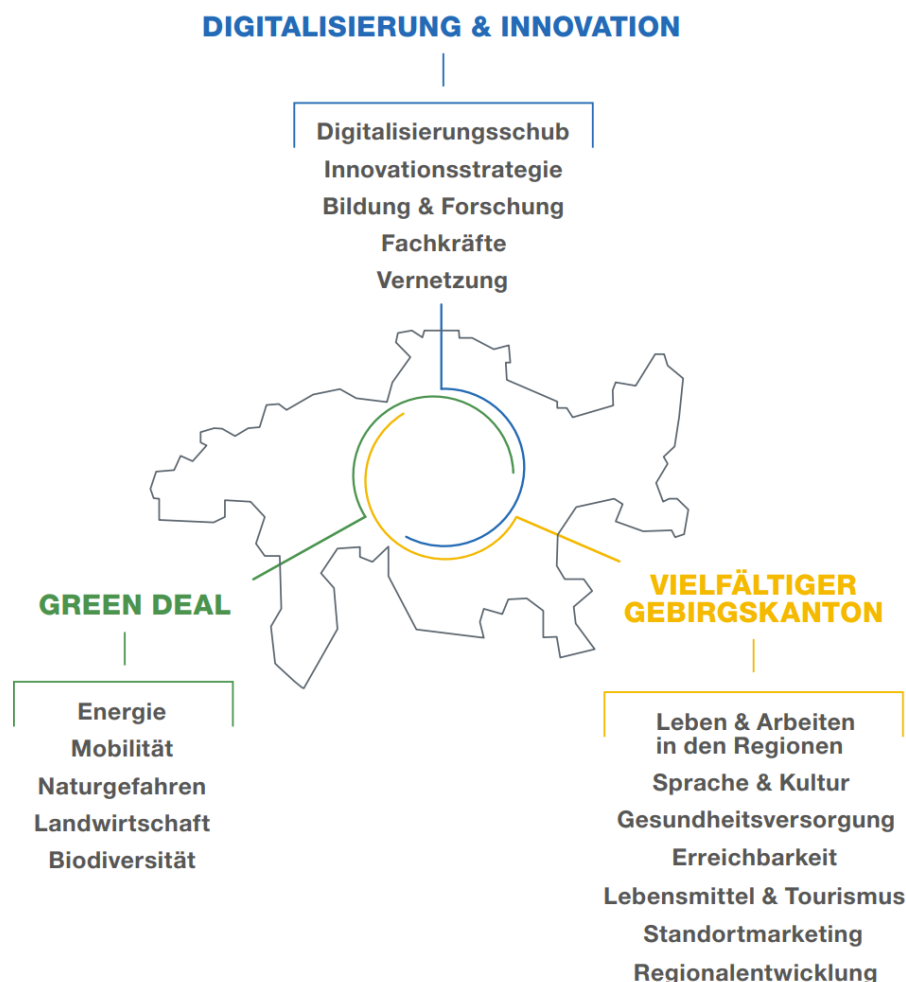 DIGITALISIERUNG & INNOVATION
Digitalisierungsschub
Innovationsstrategie
Bildung & Forschung
Fachkräfte
Vernetzung
GREEN DEAL
Energie
Mobilität
Naturgefahren
Landwirtschaft
Biodiversität
VIELFÄLTIGER
GEBIRGSKANTON
Leben & Arbeiten
in den Regionen
Sprache & Kultur
Gesundheitsversorgung
Erreichbarkeit
Lebensmittel & Tourismus
Standortmarketing
Regionalentwicklung